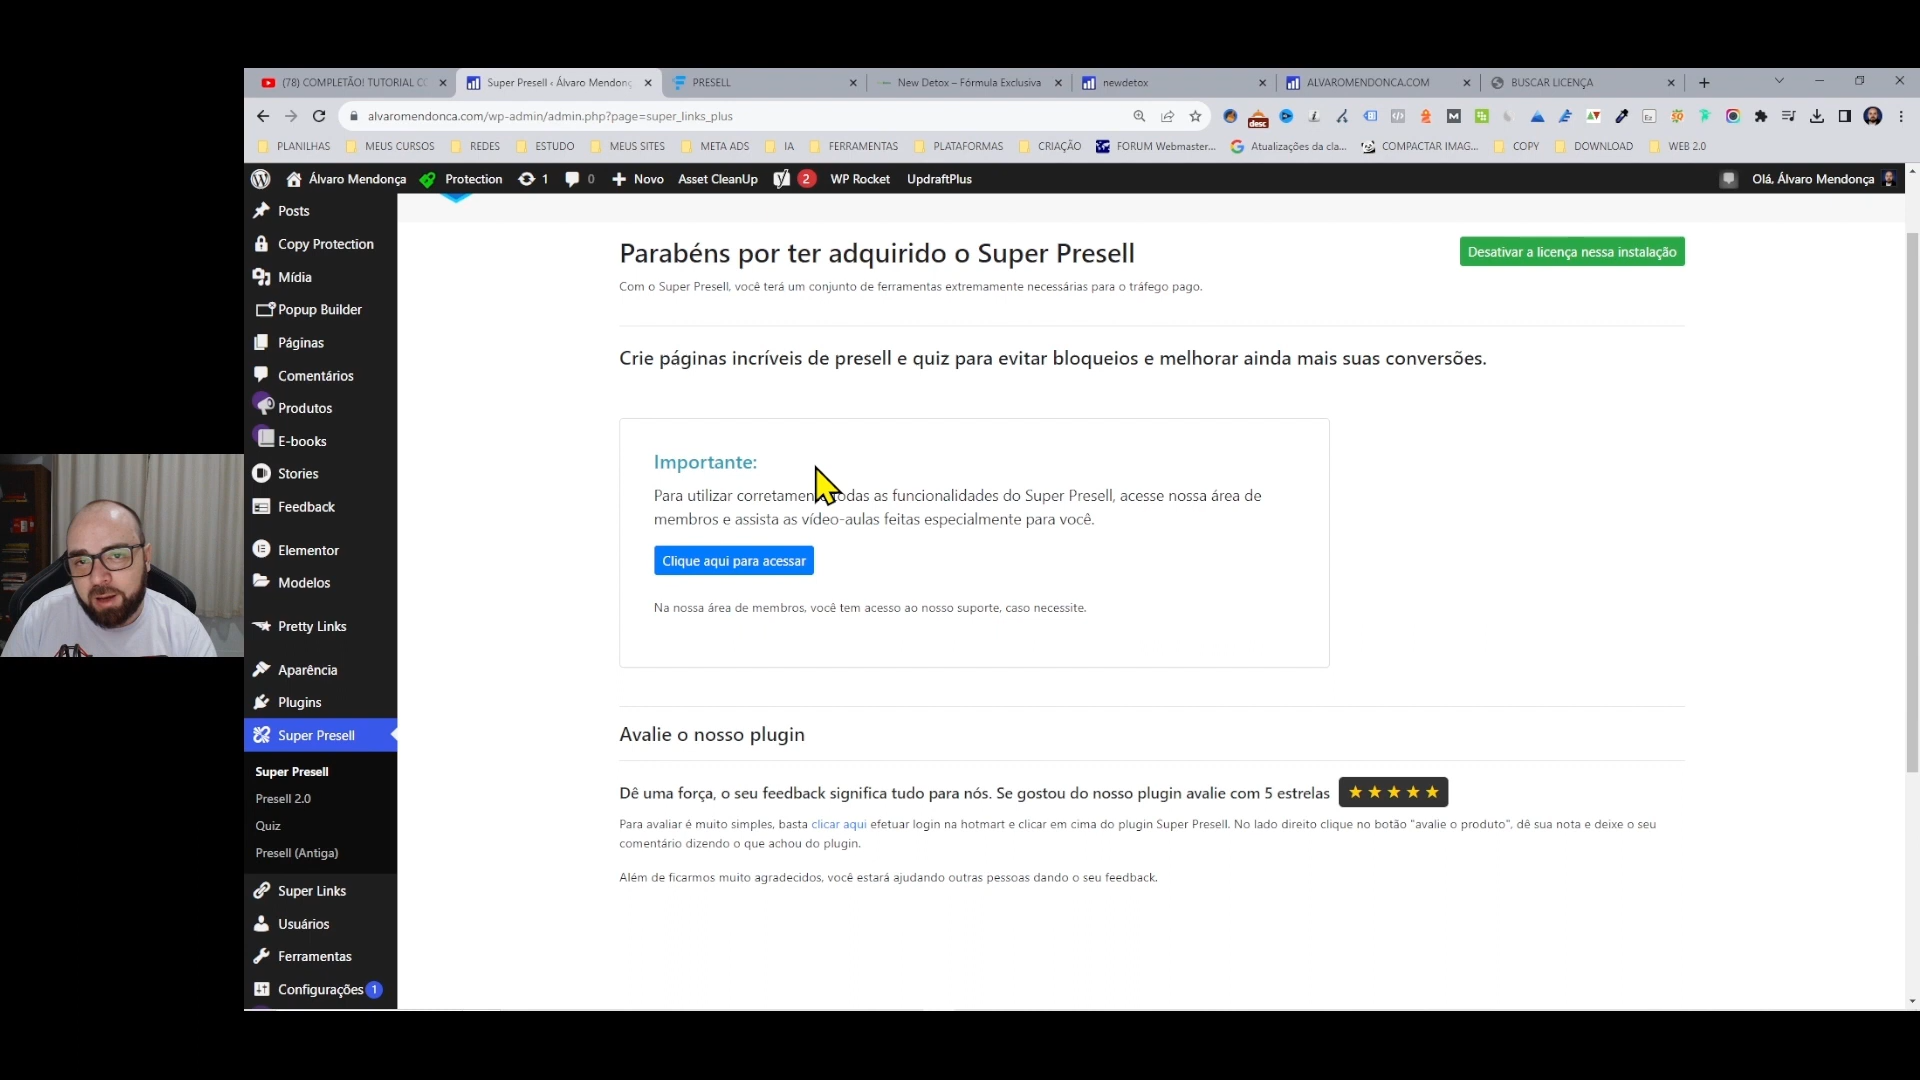 (78) COMPLETÃO! TUTORIAL CO
Super Presell ‹ Álvaro Mendonç
PRESELL
New Detox – Fórmula Exclusiva
newdetox
ALVAROMENDONCA.COM
BUSCAR LICENÇA
alvaromendonca.com/wp-admin/admin.php?page=super_links_plus
desc
PLANILHAS
MEUS CURSOS
REDES
ESTUDO
MEUS SITES
META ADS
IA
FERRAMENTAS
PLATAFORMAS
CRIAÇÃO
FORUM Webmaster...
Atualizações da cla...
COMPACTAR IMAG...
COPY
DOWNLOAD
WEB 2.0
Álvaro Mendonça
Protection
1
0
Novo
Asset CleanUp
2
WP Rocket
UpdraftPlus
Olá, Álvaro Mendonça
Posts
Copy Protection
Mídia
Popup Builder
Páginas
Comentários
Produtos
E-books
Stories
Feedback
Elementor
Modelos
Pretty Links
Aparência
Plugins
Super Presell
Super Presell
Presell 2.0
Quiz
Presell (Antiga)
Super Links
Usuários
Ferramentas
Configurações 1
Parabéns por ter adquirido o Super Presell
Desativar a licença nessa instalação
Com o Super Presell, você terá um conjunto de ferramentas extremamente necessárias para o tráfego pago.
Crie páginas incríveis de presell e quiz para evitar bloqueios e melhorar ainda mais suas conversões.
Importante:
Para utilizar corretamente todas as funcionalidades do Super Presell, acesse nossa área de
membros e assista as vídeo-aulas feitas especialmente para você.
Clique aqui para acessar
Na nossa área de membros, você tem acesso ao nosso suporte, caso necessite.
Avalie o nosso plugin
Dê uma força, o seu feedback significa tudo para nós. Se gostou do nosso plugin avalie com 5 estrelas
Para avaliar é muito simples, basta clicar aqui efetuar login na hotmart e clicar em cima do plugin Super Presell. No lado direito clique no botão "avalie o produto", dê sua nota e deixe o seu
comentário dizendo o que achou do plugin.
Além de ficarmos muito agradecidos, você estará ajudando outras pessoas dando o seu feedback.